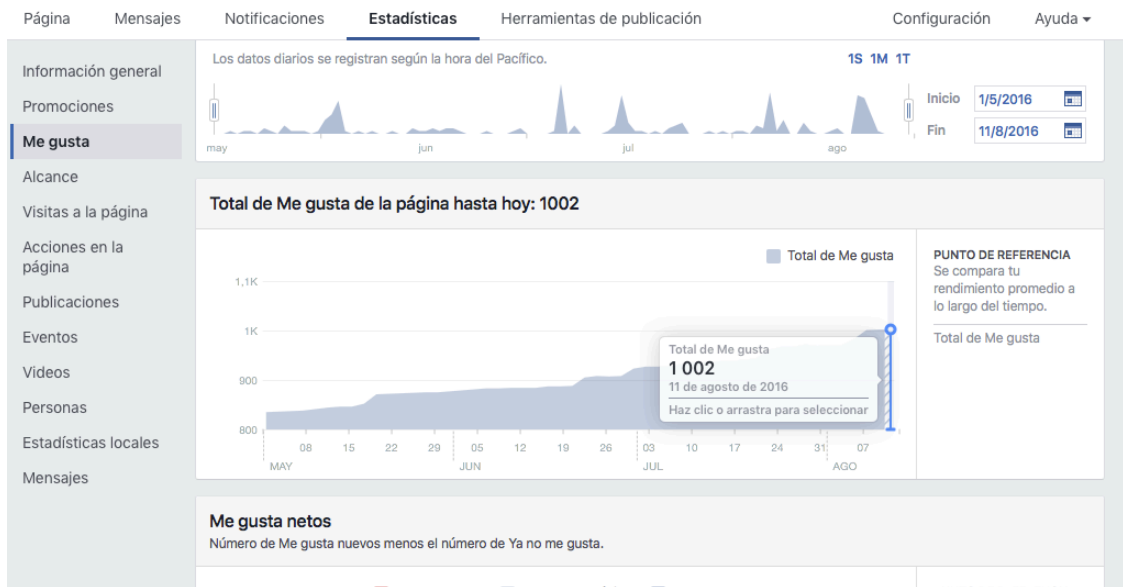 Página Mensajes Notificaciones Estadísticas Herramientas de publicación Configuración Ayuda
Información general
Promociones
Me gusta
Alcance
Visitas a la página
Acciones en la
página
Publicaciones
Eventos
Videos
Personas
Estadísticas locales
Mensajes
Los datos diarios se registran según la hora del Pacífico.
1S 1M 1T
may jun jul ago
Inicio 1/5/2016
Fin 11/8/2016
Total de Me gusta de la página hasta hoy: 1002
Total de Me gusta
1,1K
1K
900
800
08 15 22 29 05 12 19 26 03 10 17 24 31 07
MAY JUN JUL AGO
Total de Me gusta
1 002
11 de agosto de 2016
Haz clic o arrastra para seleccionar
PUNTO DE REFERENCIA
Se compara tu
rendimiento promedio a
lo largo del tiempo.
Total de Me gusta
Me gusta netos
Número de Me gusta nuevos menos el número de Ya no me gusta.